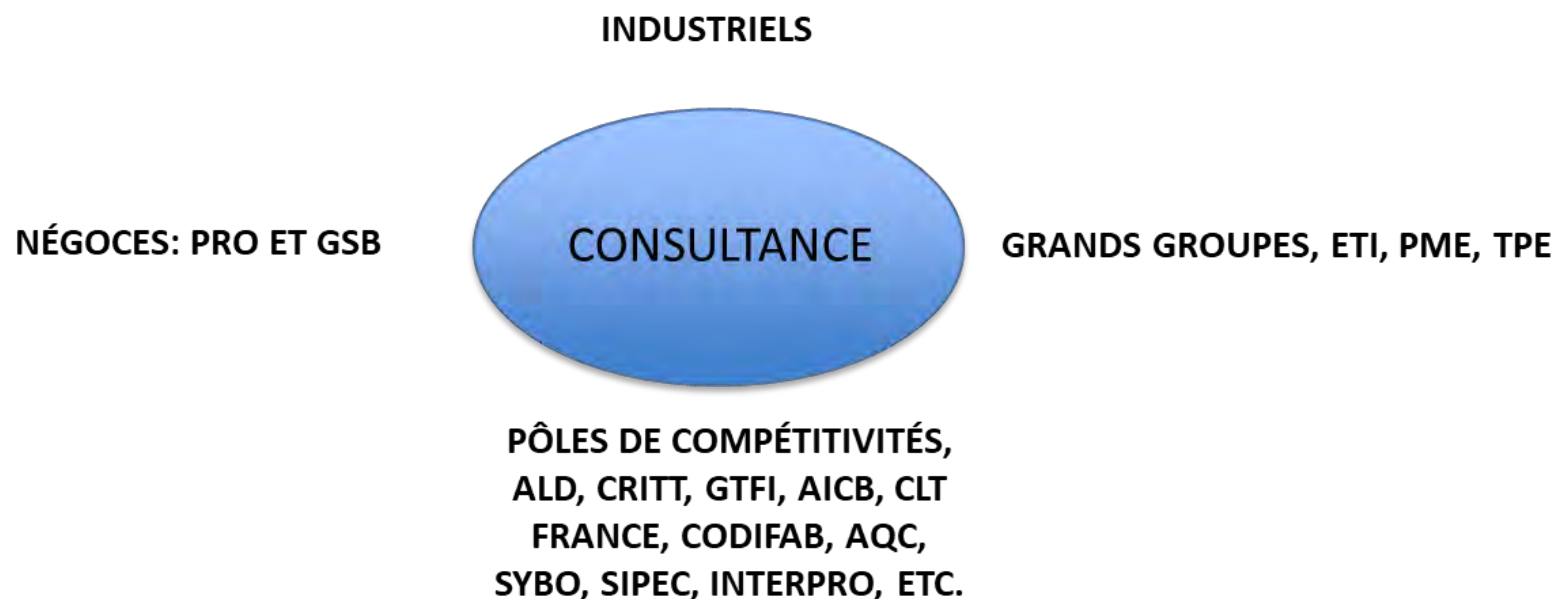 INDUSTRIELS
NÉGOCES: PRO ET GSB
CONSULTANCE
GRANDS GROUPES, ETI, PME, TPE
PÔLES DE COMPÉTITIVITÉS,
ALD, CRITT, GTFI, AICB, CLT
FRANCE, CODIFAB, AQC,
SYBO, SIPEC, INTERPRO, ETC.